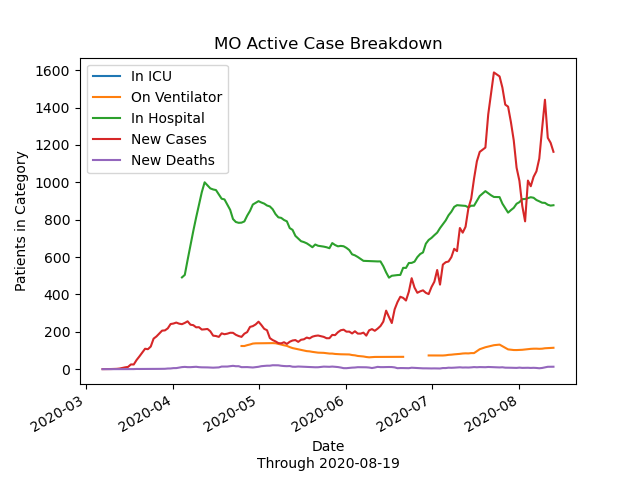 MO Active Case Breakdown
In ICU
On Ventilator
In Hospital
New Cases
New Deaths
Patients in Category
1600
1400
1200
1000
800
600
400
200
0
2020-03
2020-04
2020-05
2020-06
2020-07
2020-08
Date
Through 2020-08-19